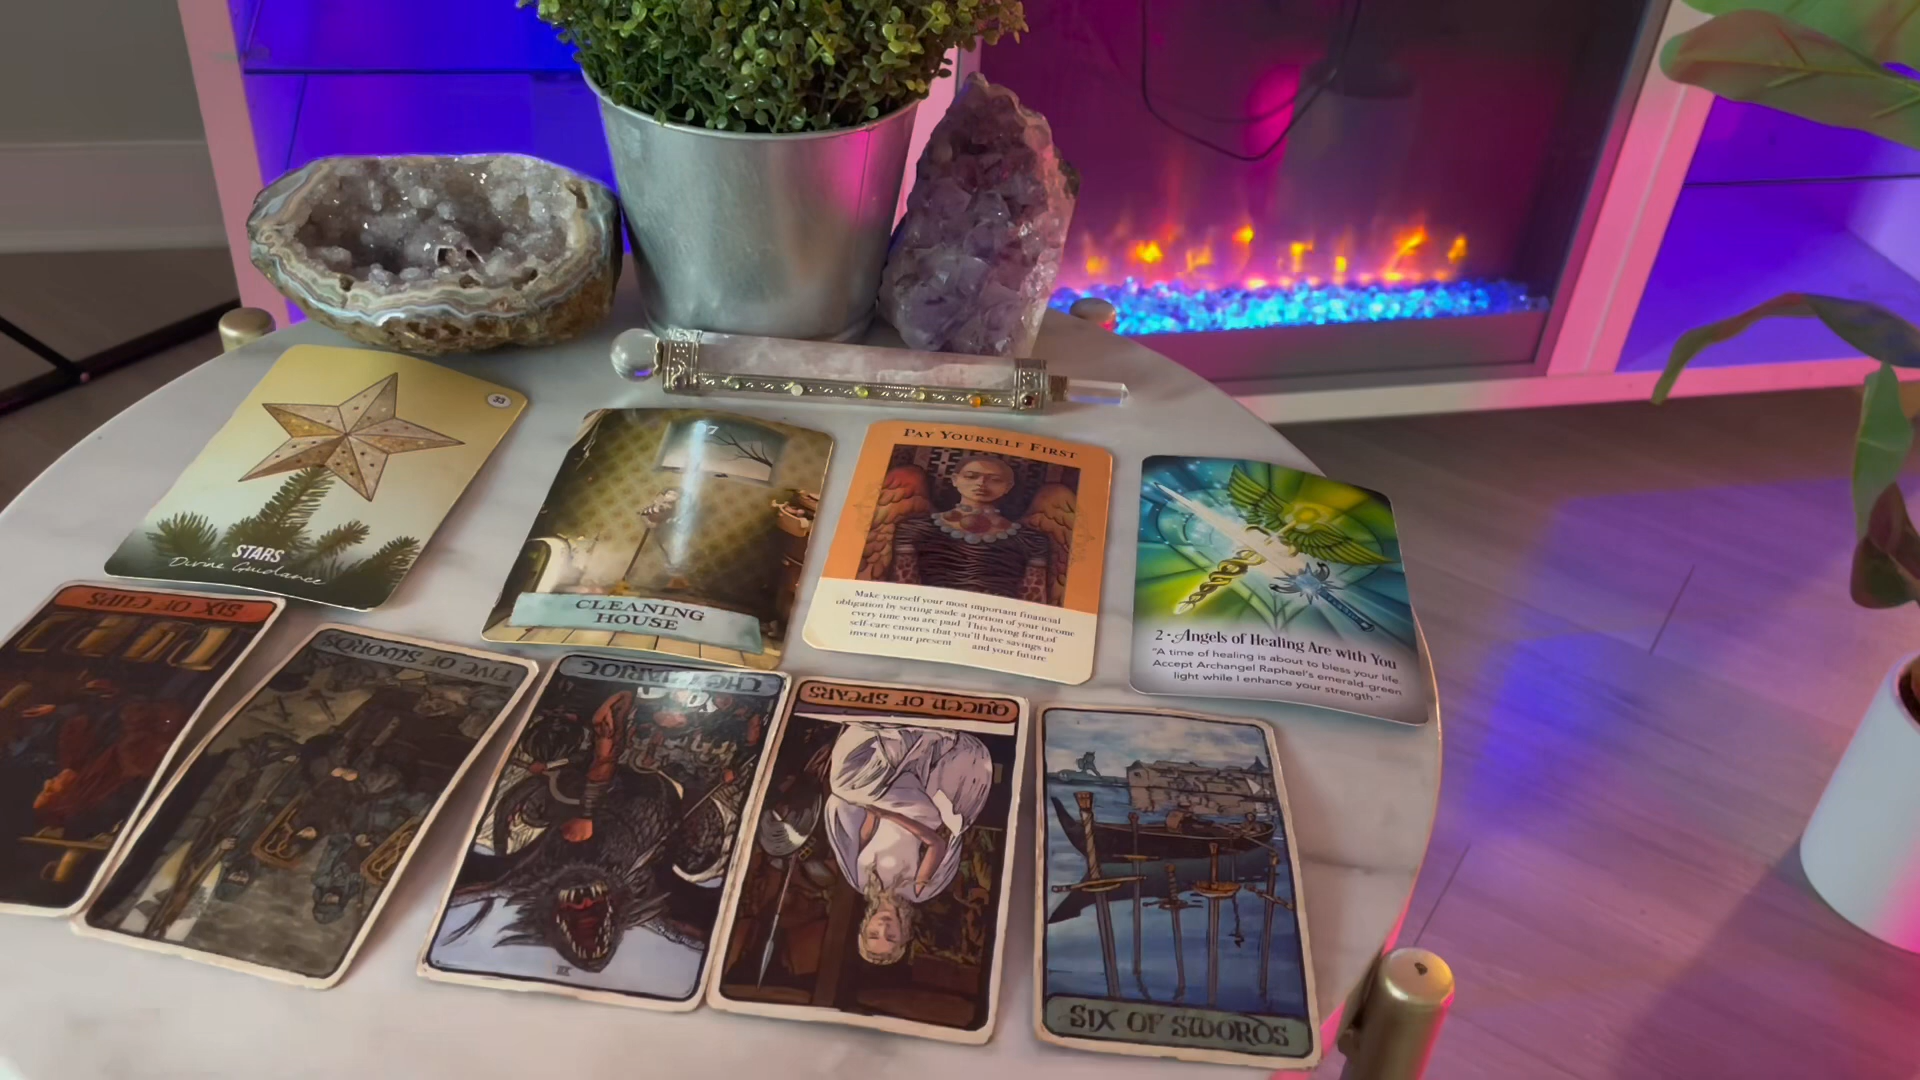 33
STARS
Divine Guidance
37
CLEANING
HOUSE
PAY YOURSELF FIRST
Make yourself your most important financial
obligation by setting aside a portion of your income
every time you are paid. This loving form of
self-care ensures that you'll have savings to
invest in your present and your future
2 · Angels of Healing Are with You
"A time of healing is about to bless your life.
Accept Archangel Raphael's emerald-green
light while I enhance your strength."
SIX OF CUPS
FIVE OF SWORDS
THE CHARIOT
QUEEN OF SPEARS
SIX OF SWORDS